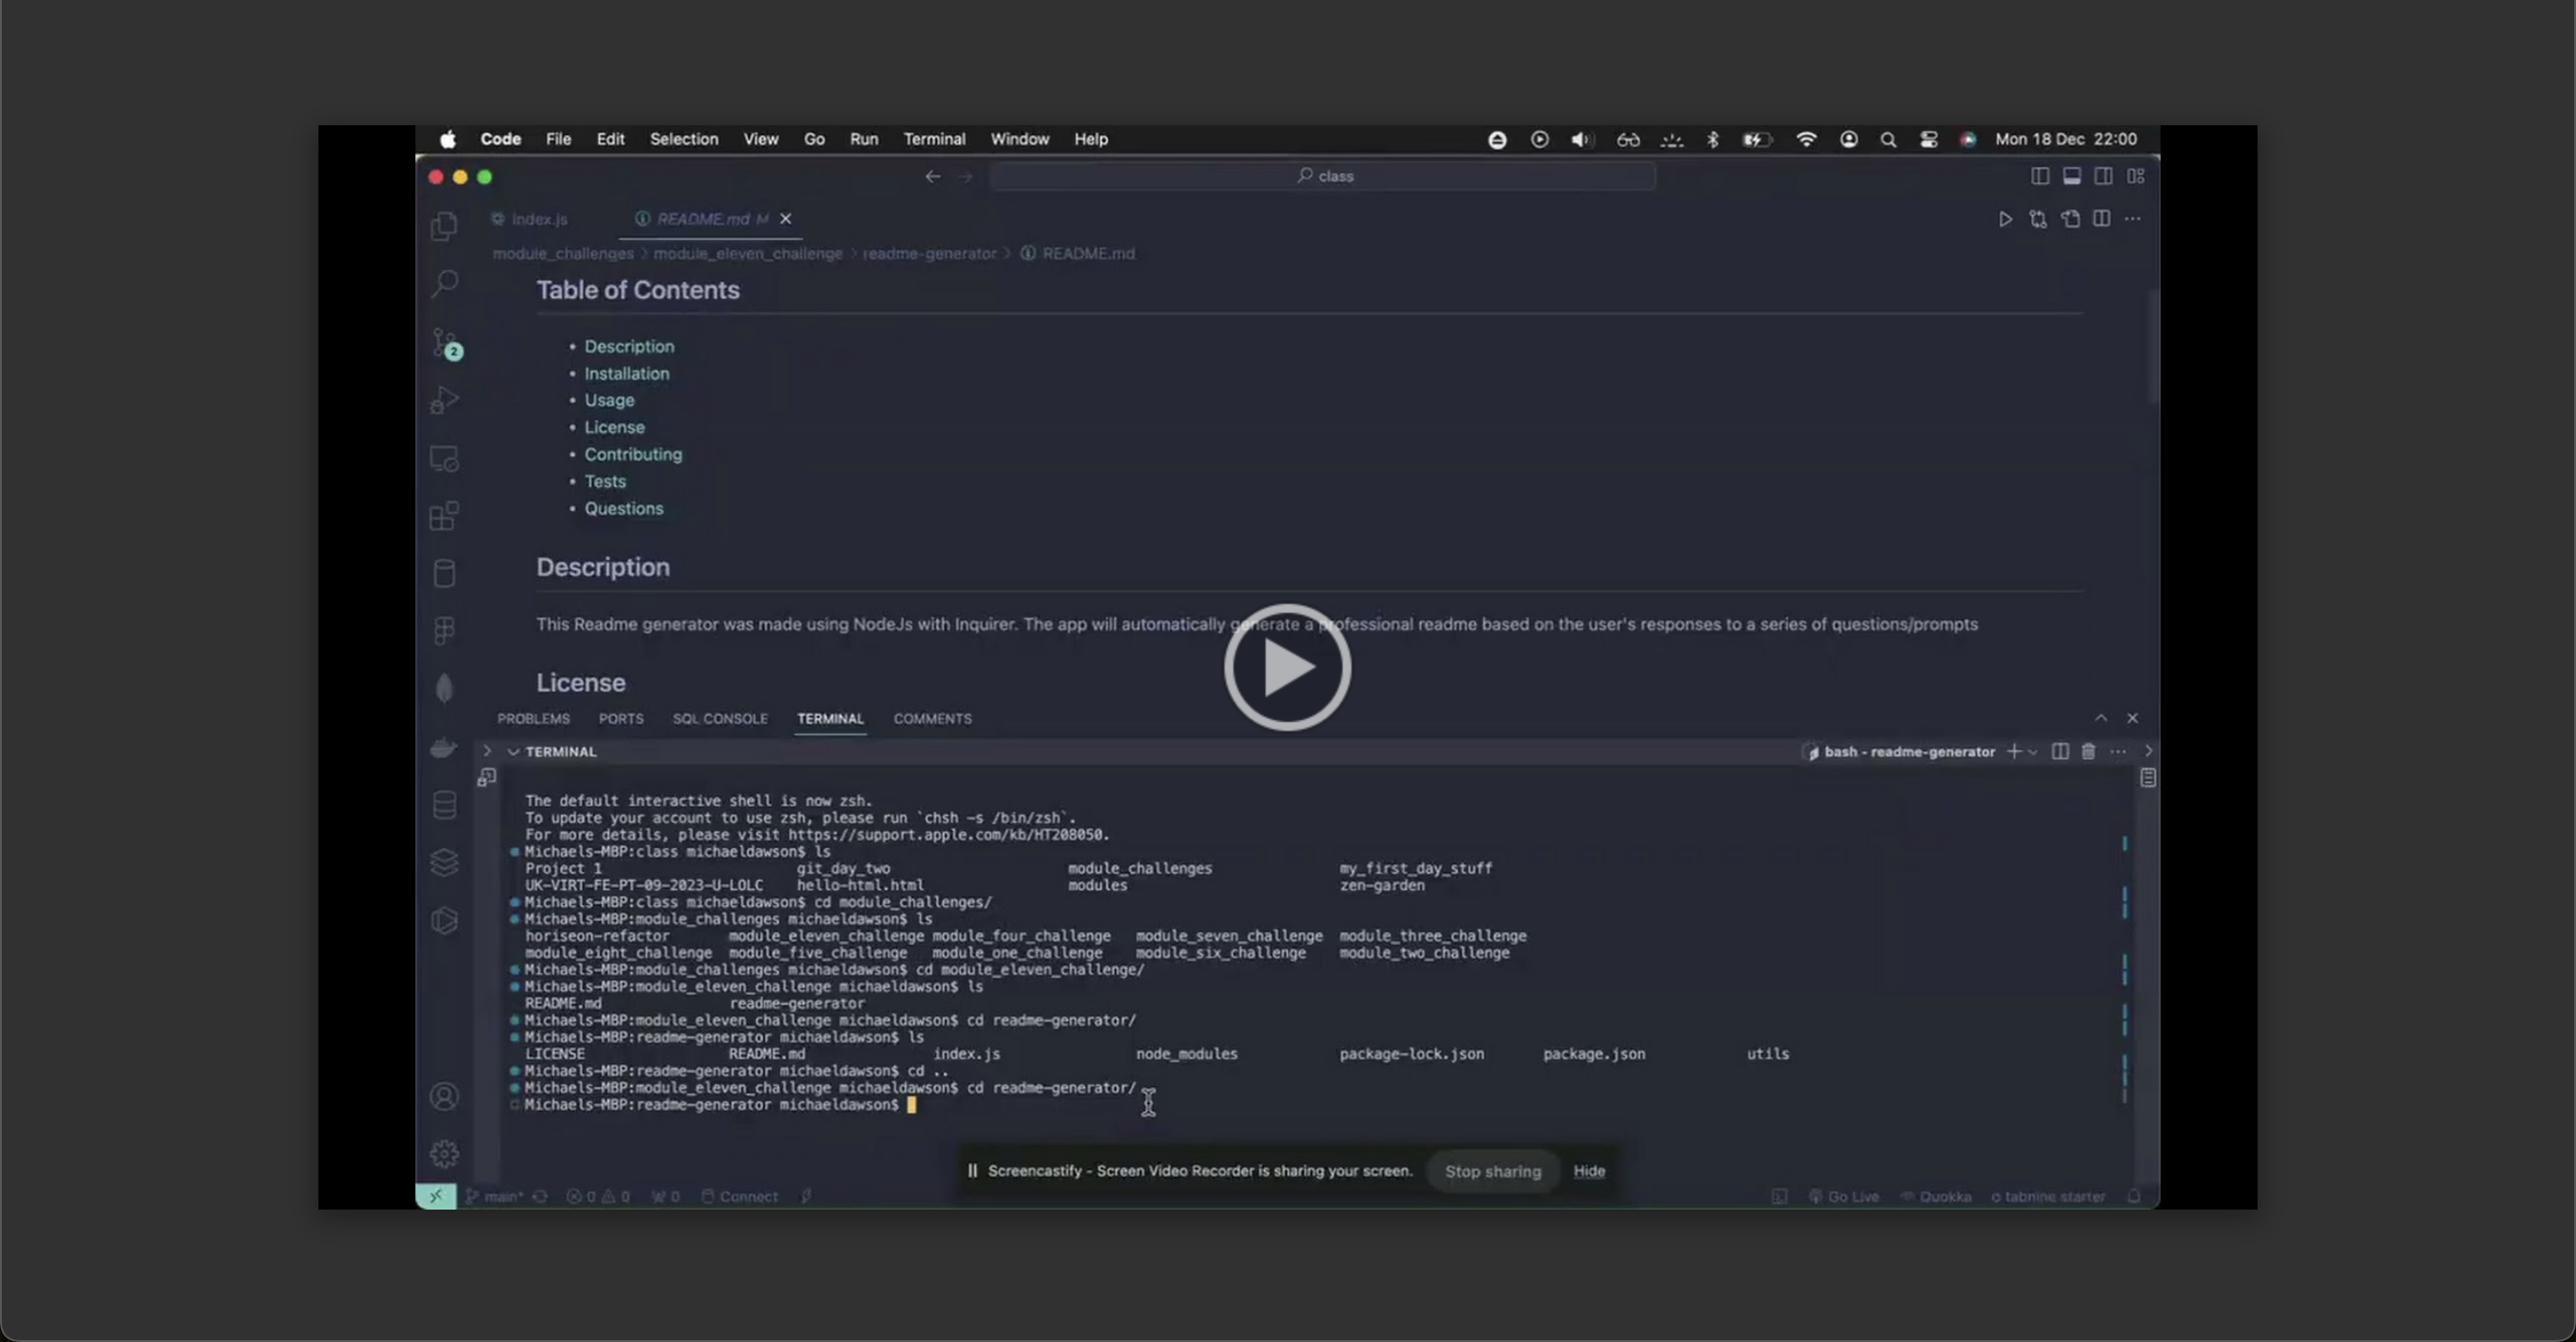 Code File Edit Selection View Go Run Terminal Window Help Mon 18 Dec 22:00
class
index.js README.md M
module_challenges > module_eleven_challenge > readme-generator > README.md
Table of Contents
• Description
• Installation
• Usage
• License
• Contributing
• Tests
• Questions
Description
This Readme generator was made using NodeJs with Inquirer. The app will automatically generate a professional readme based on the user's responses to a series of questions/prompts
License
PROBLEMS PORTS SQL CONSOLE TERMINAL COMMENTS
TERMINAL bash - readme-generator
The default interactive shell is now zsh.
To update your account to use zsh, please run `chsh -s /bin/zsh`.
For more details, please visit https://support.apple.com/kb/HT208050.
Michaels-MBP:class michaeldawson$ ls
Project 1 git_day_two module_challenges my_first_day_stuff
UK-VIRT-FE-PT-09-2023-U-LOLC hello-html.html modules zen-garden
Michaels-MBP:class michaeldawson$ cd module_challenges/
Michaels-MBP:module_challenges michaeldawson$ ls
horiseon-refactor module_eleven_challenge module_four_challenge module_seven_challenge module_three_challenge
module_eight_challenge module_five_challenge module_one_challenge module_six_challenge module_two_challenge
Michaels-MBP:module_challenges michaeldawson$ cd module_eleven_challenge/
Michaels-MBP:module_eleven_challenge michaeldawson$ ls
README.md readme-generator
Michaels-MBP:module_eleven_challenge michaeldawson$ cd readme-generator/
Michaels-MBP:readme-generator michaeldawson$ ls
LICENSE README.md index.js node_modules package-lock.json package.json utils
Michaels-MBP:readme-generator michaeldawson$ cd ..
Michaels-MBP:module_eleven_challenge michaeldawson$ cd readme-generator/
Michaels-MBP:readme-generator michaeldawson$
Screencastify - Screen Video Recorder is sharing your screen. Stop sharing Hide
main* 0 0 0 Connect Go Live Quokka tabnine starter
2